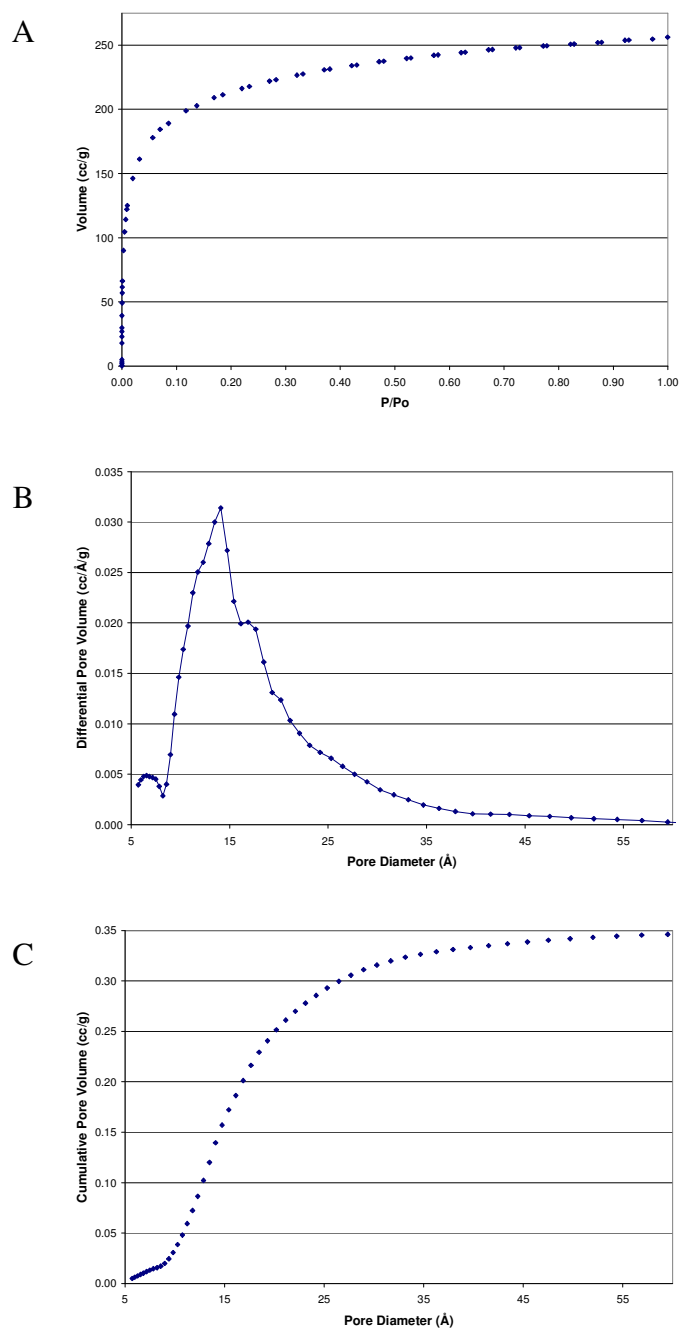 A
250
200
150
100
50
0
Volume (cc/g)
0.00 0.10 0.20 0.30 0.40 0.50 0.60 0.70 0.80 0.90 1.00
P/Po
B
0.035
0.030
0.025
0.020
0.015
0.010
0.005
0.000
Differential Pore Volume (cc/Å/g)
5 15 25 35 45 55
Pore Diameter (Å)
C
0.35
0.30
0.25
0.20
0.15
0.10
0.05
0.00
Cumulative Pore Volume (cc/g)
5 15 25 35 45 55
Pore Diameter (Å)